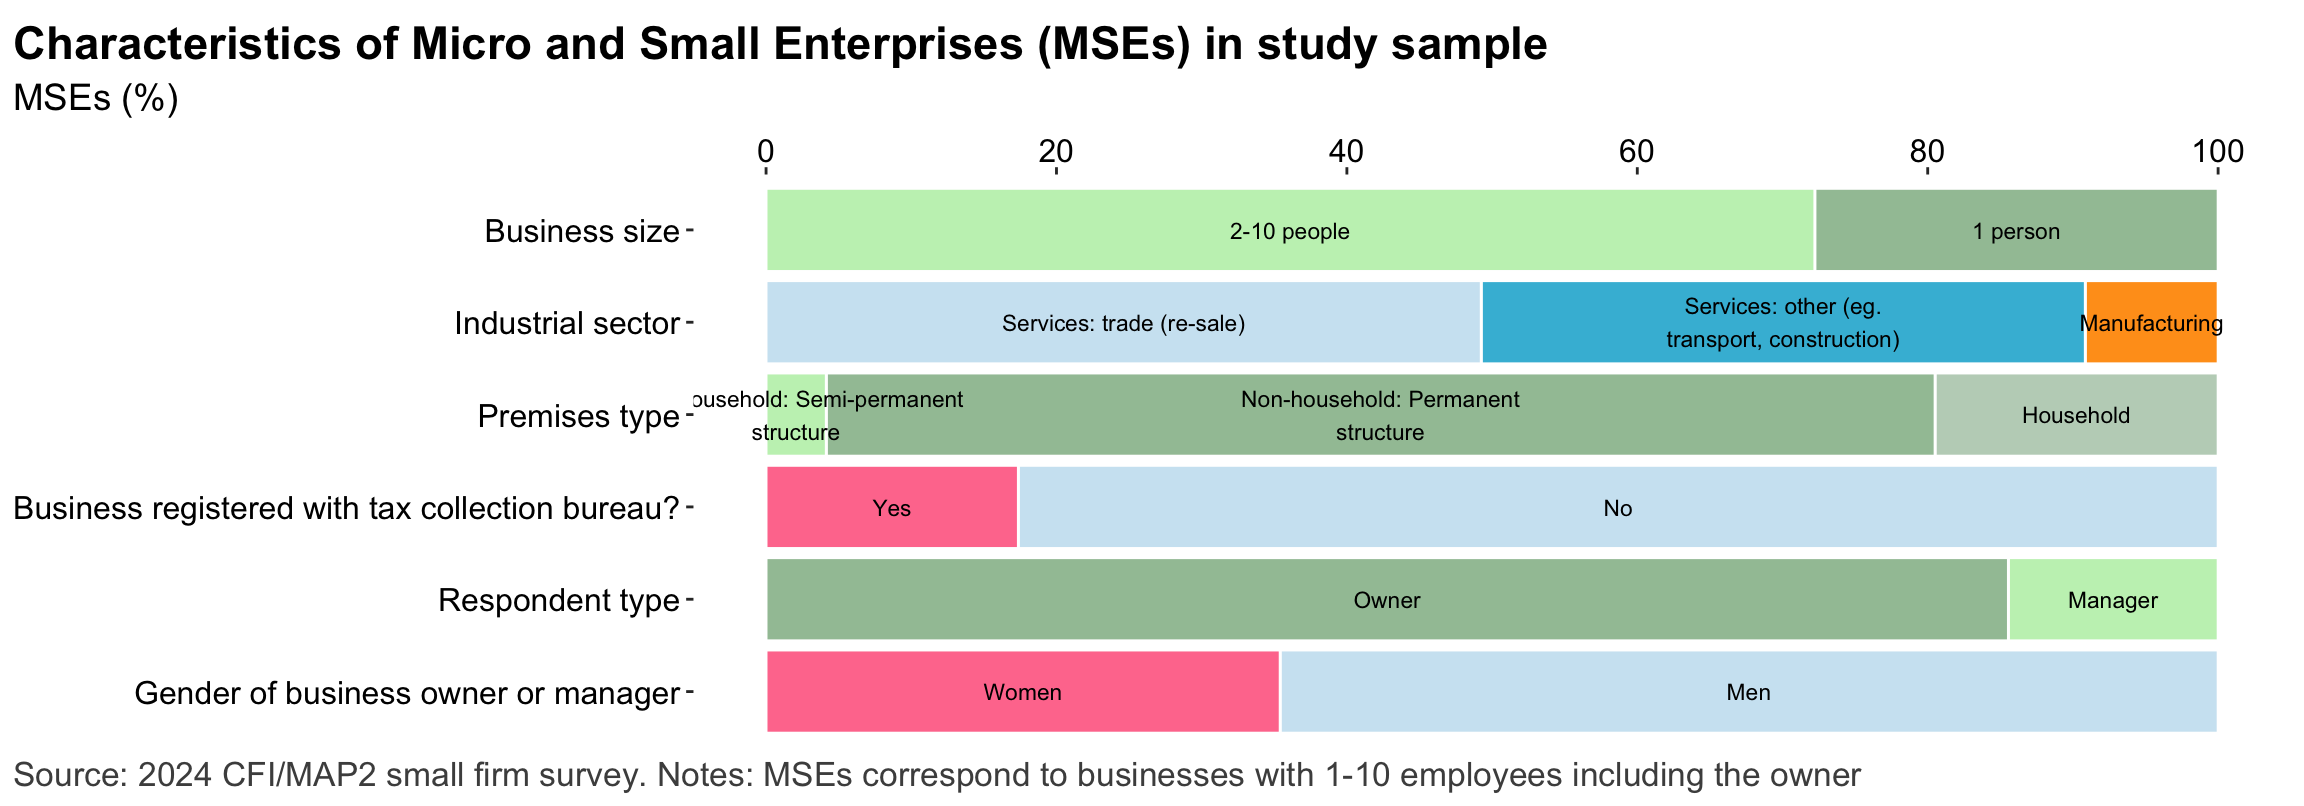 Characteristics of Micro and Small Enterprises (MSEs) in study sample
MSEs (%)
0 20 40 60 80 100
Business size 2-10 people 1 person
Industrial sector Services: trade (re-sale) Services: other (eg.
transport, construction) Manufacturing
Premises type ousehold: Semi-permanent
structure Non-household: Permanent
structure Household
Business registered with tax collection bureau? Yes No
Respondent type Owner Manager
Gender of business owner or manager Women Men
Source: 2024 CFI/MAP2 small firm survey. Notes: MSEs correspond to businesses with 1-10 employees including the owner